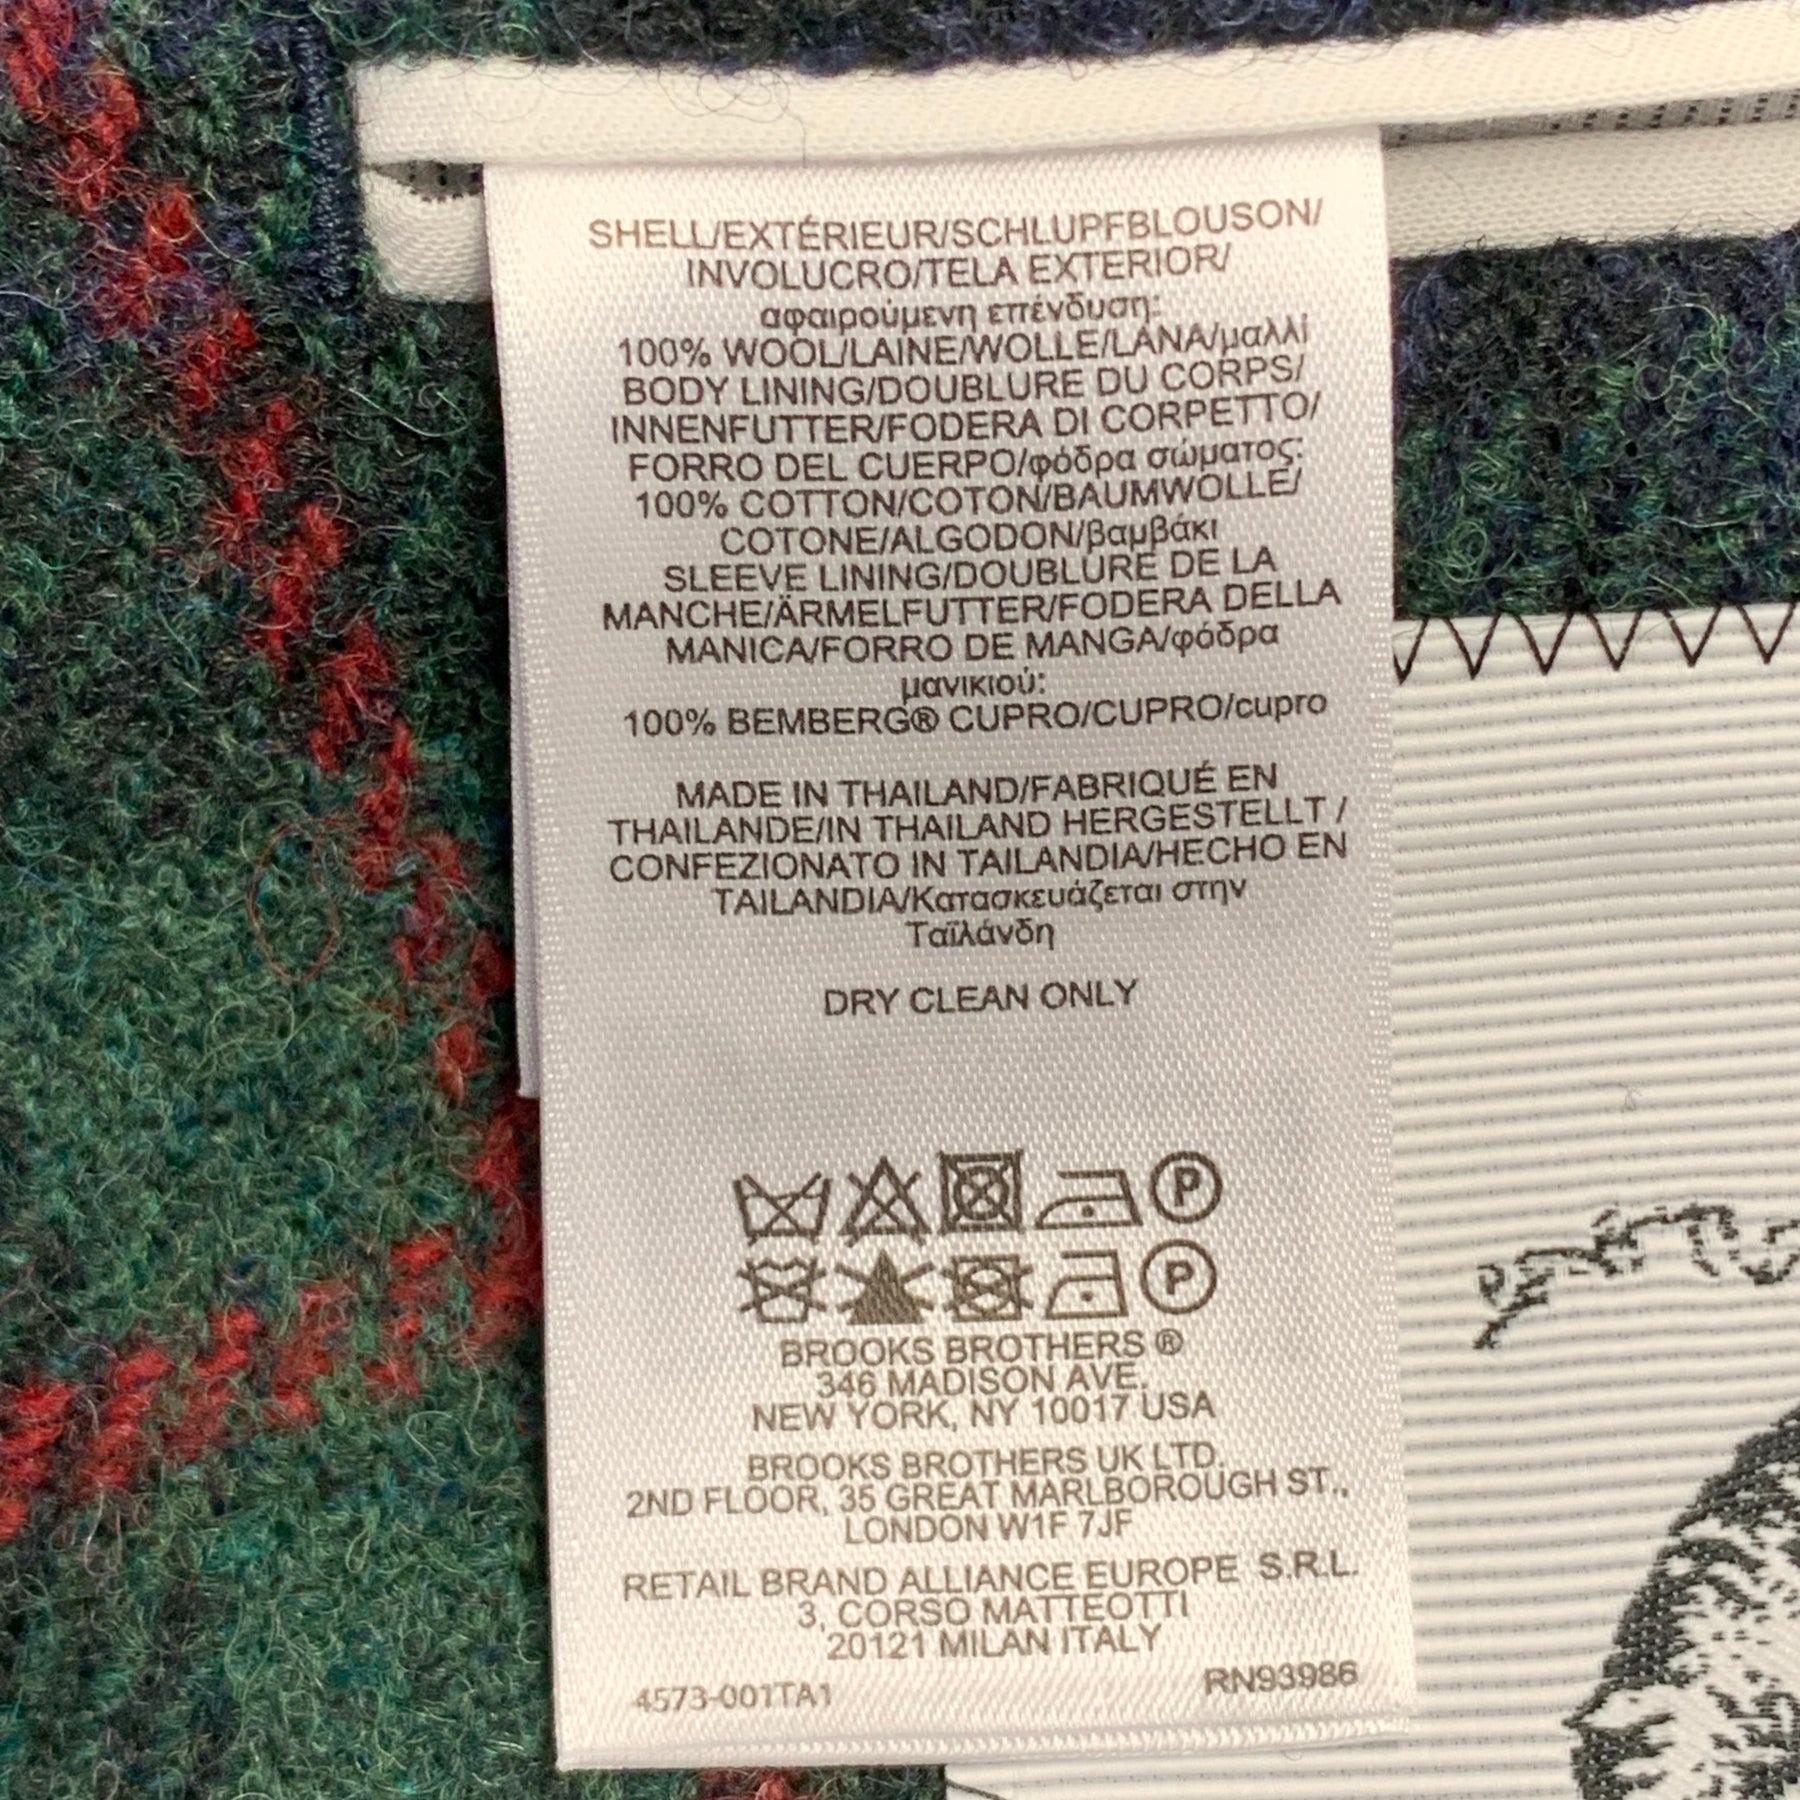 SHELL/EXTÉRIEUR/SCHLUPFBLOUSON/
INVOLUCRO/TELA EXTERIOR/
αφαιρούμενη επένδυση:
100% WOOL/LAINE/WOLLE/LANA/μαλλί
BODY LINING/DOUBLURE DU CORPS/
INNENFUTTER/FODERA DI CORPETTO/
FORRO DEL CUERPO/φόδρα σώματος:
100% COTTON/COTON/BAUMWOLLE/
COTONE/ALGODON/βαμβάκι
SLEEVE LINING/DOUBLURE DE LA
MANCHE/ÄRMELFUTTER/FODERA DELLA
MANICA/FORRO DE MANGA/φόδρα
μανικιού:
100% BEMBERG® CUPRO/CUPRO/cupro
MADE IN THAILAND/FABRIQUÉ EN
THAILANDE/IN THAILAND HERGESTELLT /
CONFEZIONATO IN TAILANDIA/HECHO EN
TAILANDIA/Κατασκευάζεται στην
Ταϊλάνδη
DRY CLEAN ONLY
P
P
BROOKS BROTHERS ®
346 MADISON AVE.
NEW YORK, NY 10017 USA
BROOKS BROTHERS UK LTD.
2ND FLOOR, 35 GREAT MARLBOROUGH ST.,
LONDON W1F 7JF
RETAIL BRAND ALLIANCE EUROPE S.R.L.
3, CORSO MATTEOTTI
20121 MILAN ITALY
4573-001TA1 RN93986